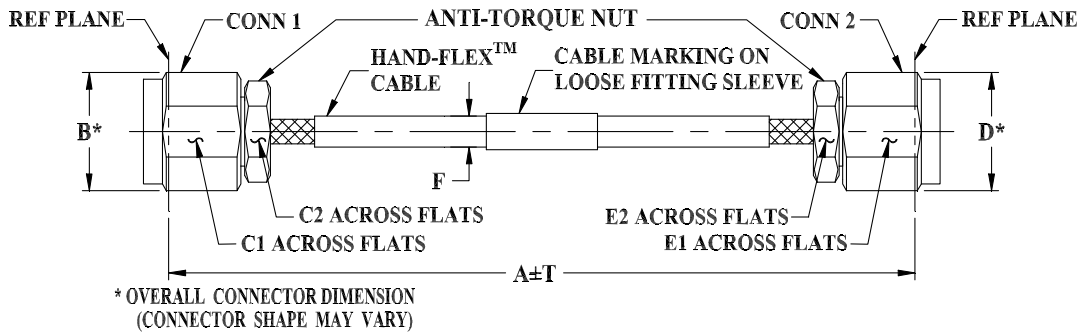 REF PLANE
CONN 1
ANTI-TORQUE NUT
CONN 2
REF PLANE
HAND-FLEX™
CABLE
CABLE MARKING ON
LOOSE FITTING SLEEVE
B*
D*
F
C2 ACROSS FLATS
E2 ACROSS FLATS
C1 ACROSS FLATS
E1 ACROSS FLATS
A±T
* OVERALL CONNECTOR DIMENSION
(CONNECTOR SHAPE MAY VARY)